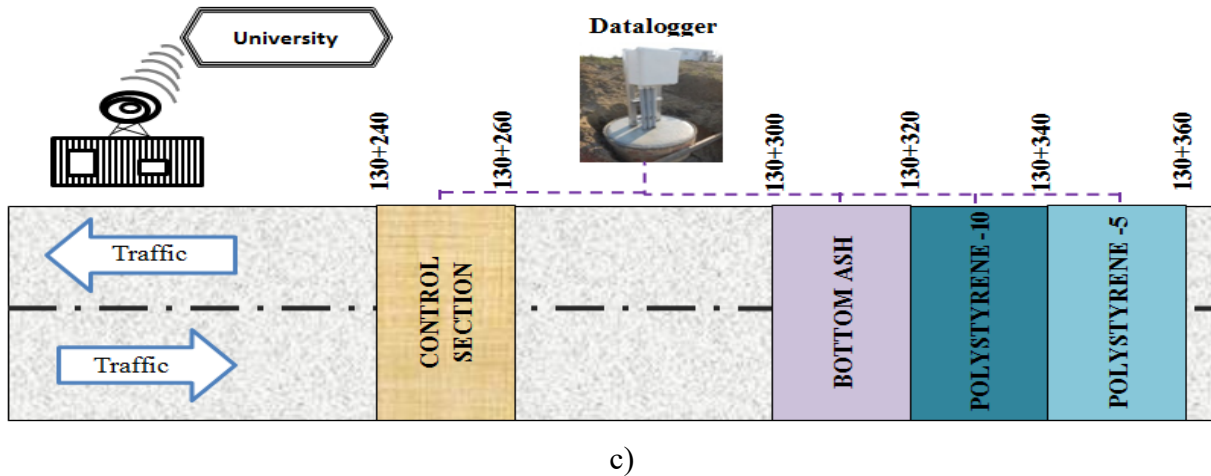 University
Datalogger
130+240
130+260
130+300
130+320
130+340
130+360
Traffic
Traffic
CONTROL
SECTION
BOTTOM ASH
POLYSTYRENE -10
POLYSTYRENE -5
c)